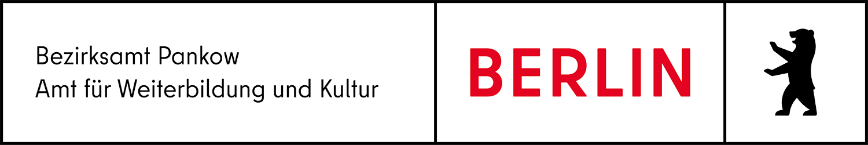 Bezirksamt Pankow
Amt für Weiterbildung und Kultur
BERLIN